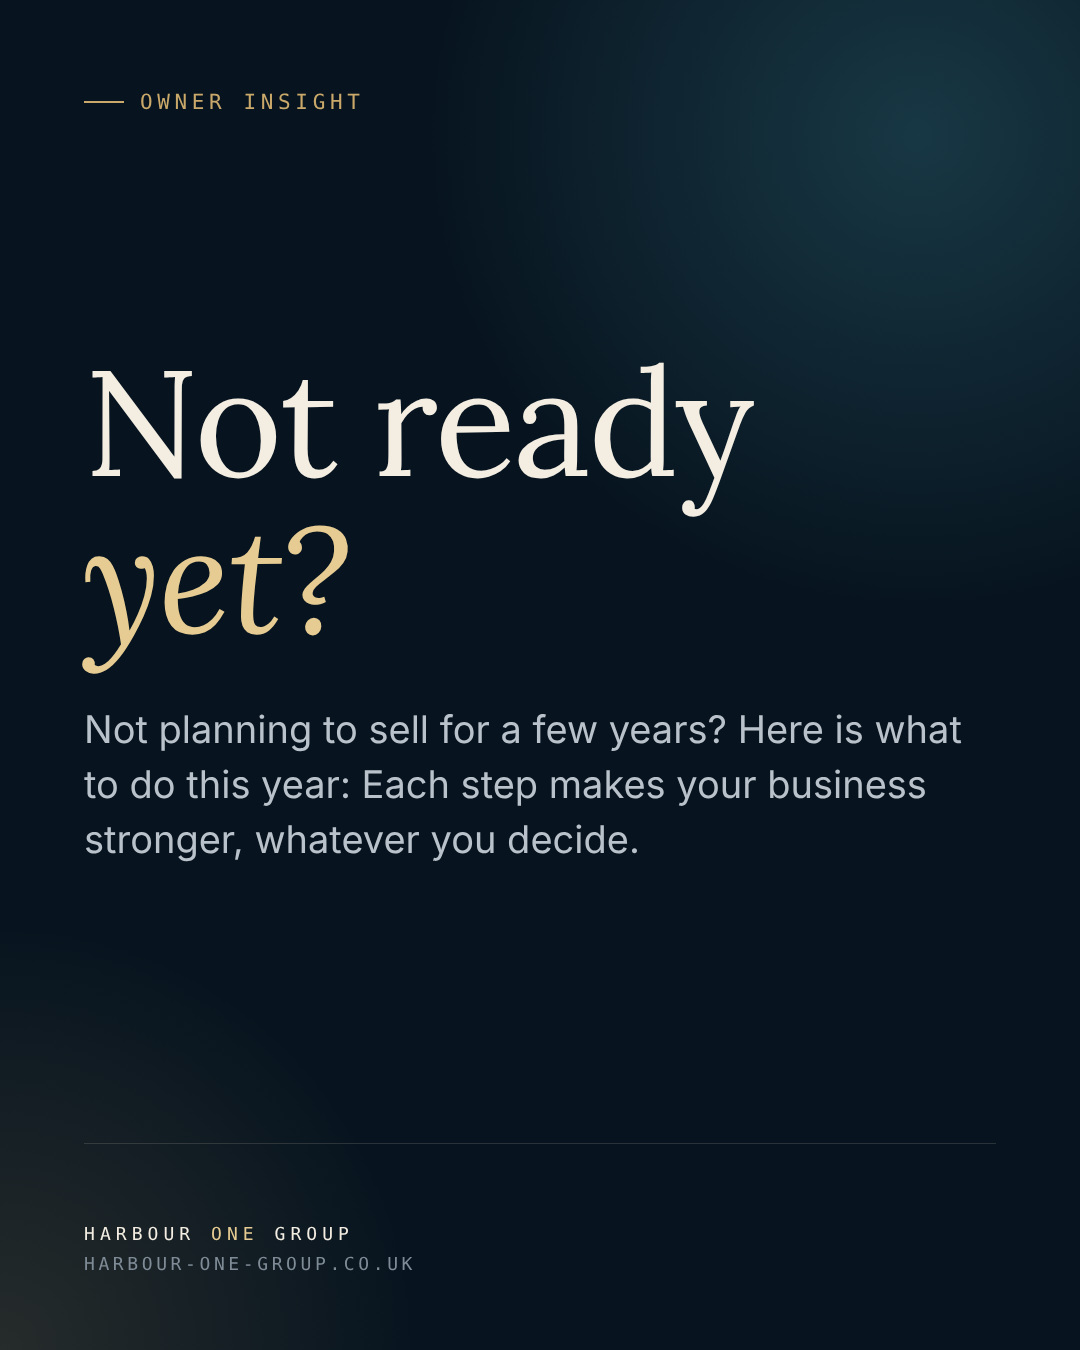 OWNER INSIGHT
Not ready
yet?
Not planning to sell for a few years? Here is what
to do this year: Each step makes your business
stronger, whatever you decide.
HARBOUR ONE GROUP
HARBOUR-ONE-GROUP.CO.UK